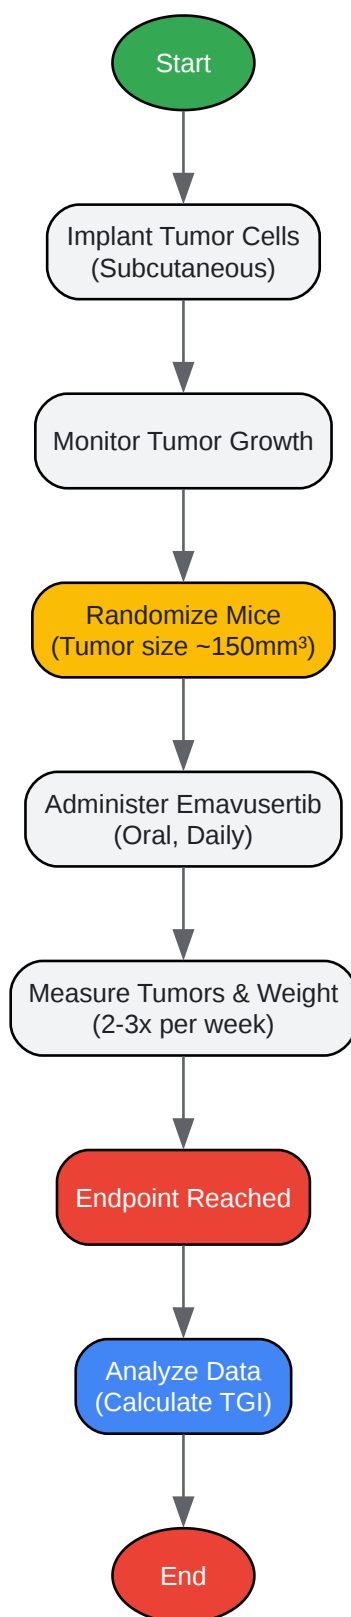 Start
Implant Tumor Cells
(Subcutaneous)
Monitor Tumor Growth
Randomize Mice
(Tumor size ~150mm³)
Administer Emavusertib
(Oral, Daily)
Measure Tumors & Weight
(2-3x per week)
Endpoint Reached
Analyze Data
(Calculate TGI)
End